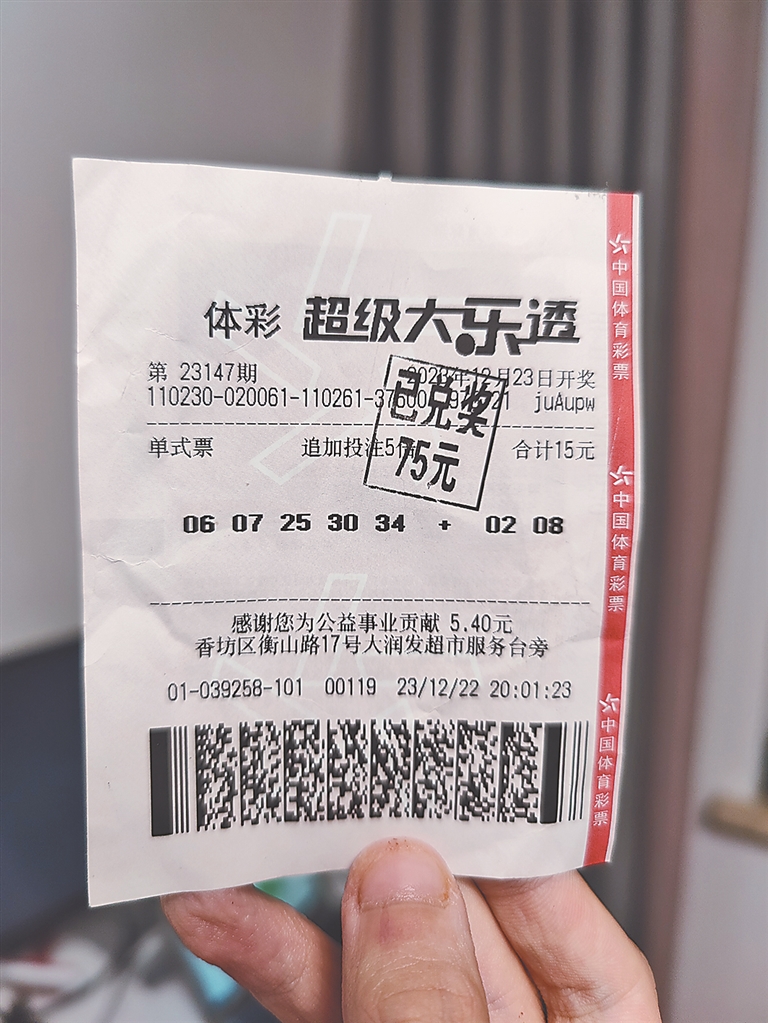 体彩 超级大乐透
第 23147期 2023年12月23日开奖
110230-020061-110261-37600 juAupw
已兑奖
75元
单式票 追加投注5倍 合计15元
06 07 25 30 34 + 02 08
感谢您为公益事业贡献 5.40元
香坊区衡山路17号大润发超市服务台旁
01-039258-101 00119 23/12/22 20:01:23
中国体育彩票
中国体育彩票
中国体育彩票